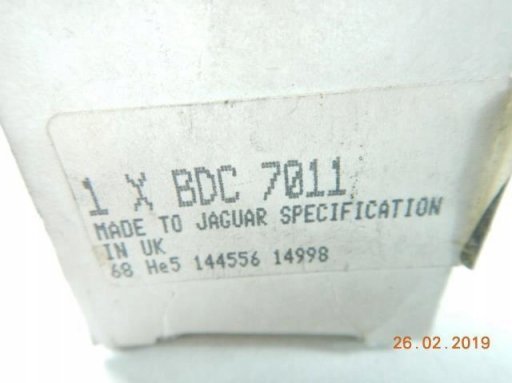 1 X BDC 7011
MADE TO JAGUAR SPECIFICATION
IN UK
68 He5 144556 14998
26.02.2019